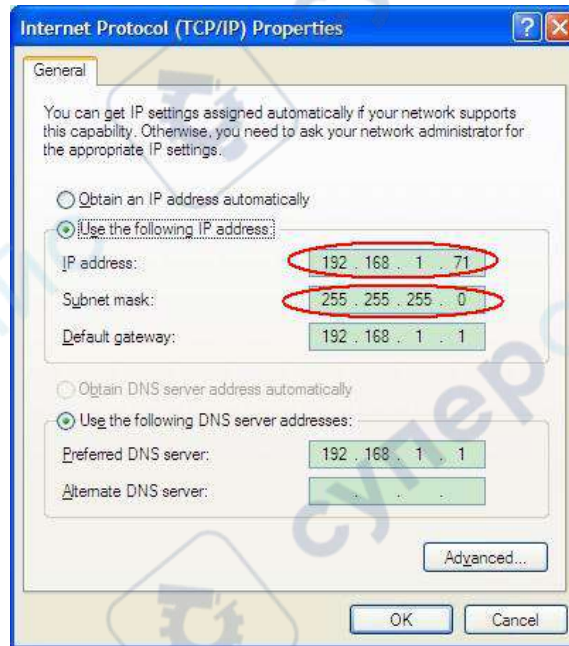 Internet Protocol (TCP/IP) Properties
General
You can get IP settings assigned automatically if your network supports
this capability. Otherwise, you need to ask your network administrator for
the appropriate IP settings.
Obtain an IP address automatically
Use the following IP address:
IP address: 192 . 168 . 1 . 71
Subnet mask: 255 . 255 . 255 . 0
Default gateway: 192 . 168 . 1 . 1
Obtain DNS server address automatically
Use the following DNS server addresses:
Preferred DNS server: 192 . 168 . 1 . 1
Alternate DNS server: . . .
Advanced...
OK Cancel
супер